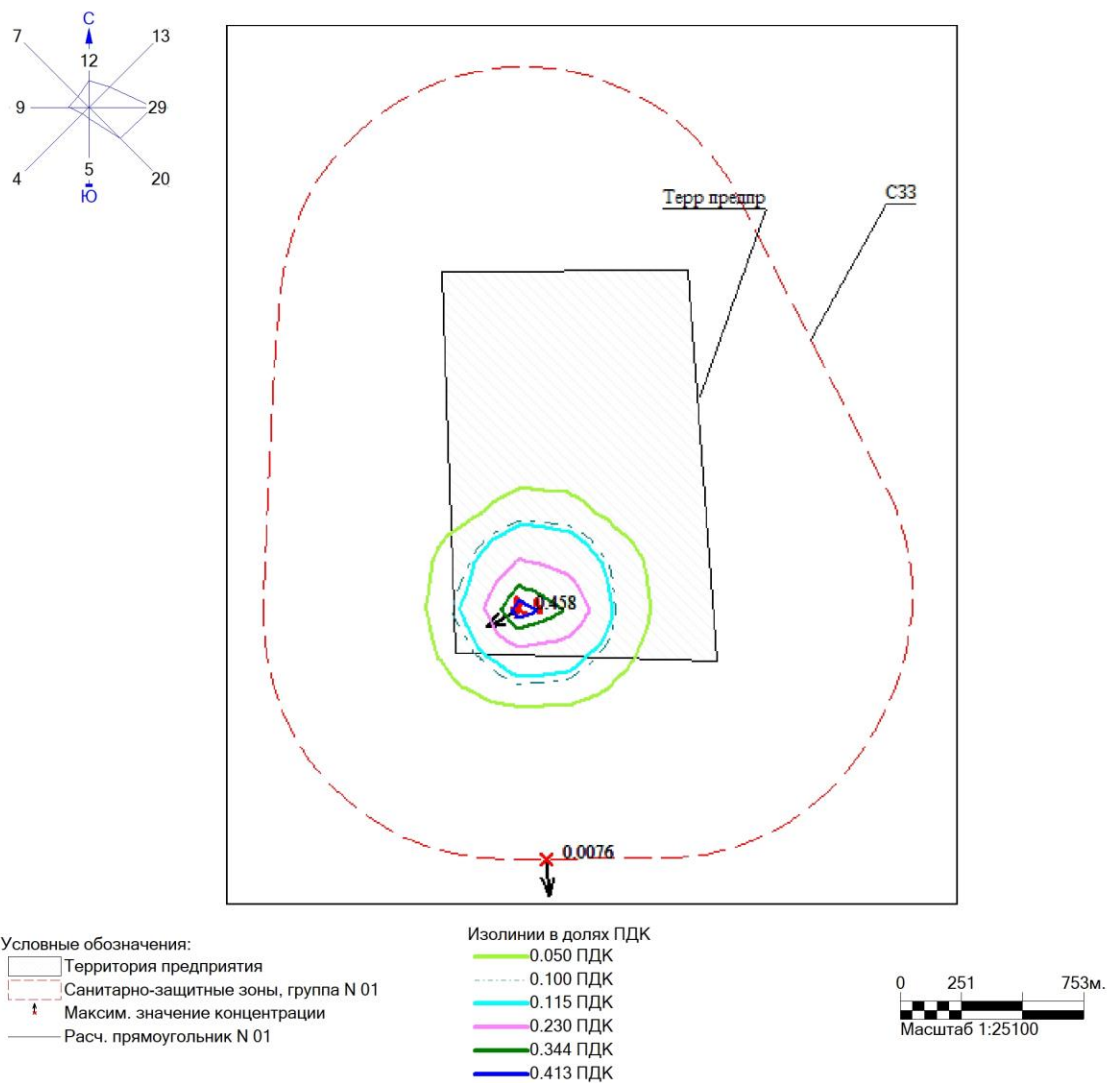 С
7
13
12
9
29
5
4
20
Ю
Терр предпр
СЗЗ
0.458
0.0076
Условные обозначения:
Территория предприятия
Санитарно-защитные зоны, группа N 01
Максим. значение концентрации
Расч. прямоугольник N 01
Изолинии в долях ПДК
0.050 ПДК
0.100 ПДК
0.115 ПДК
0.230 ПДК
0.344 ПДК
0.413 ПДК
0 251 753м.
Масштаб 1:25100